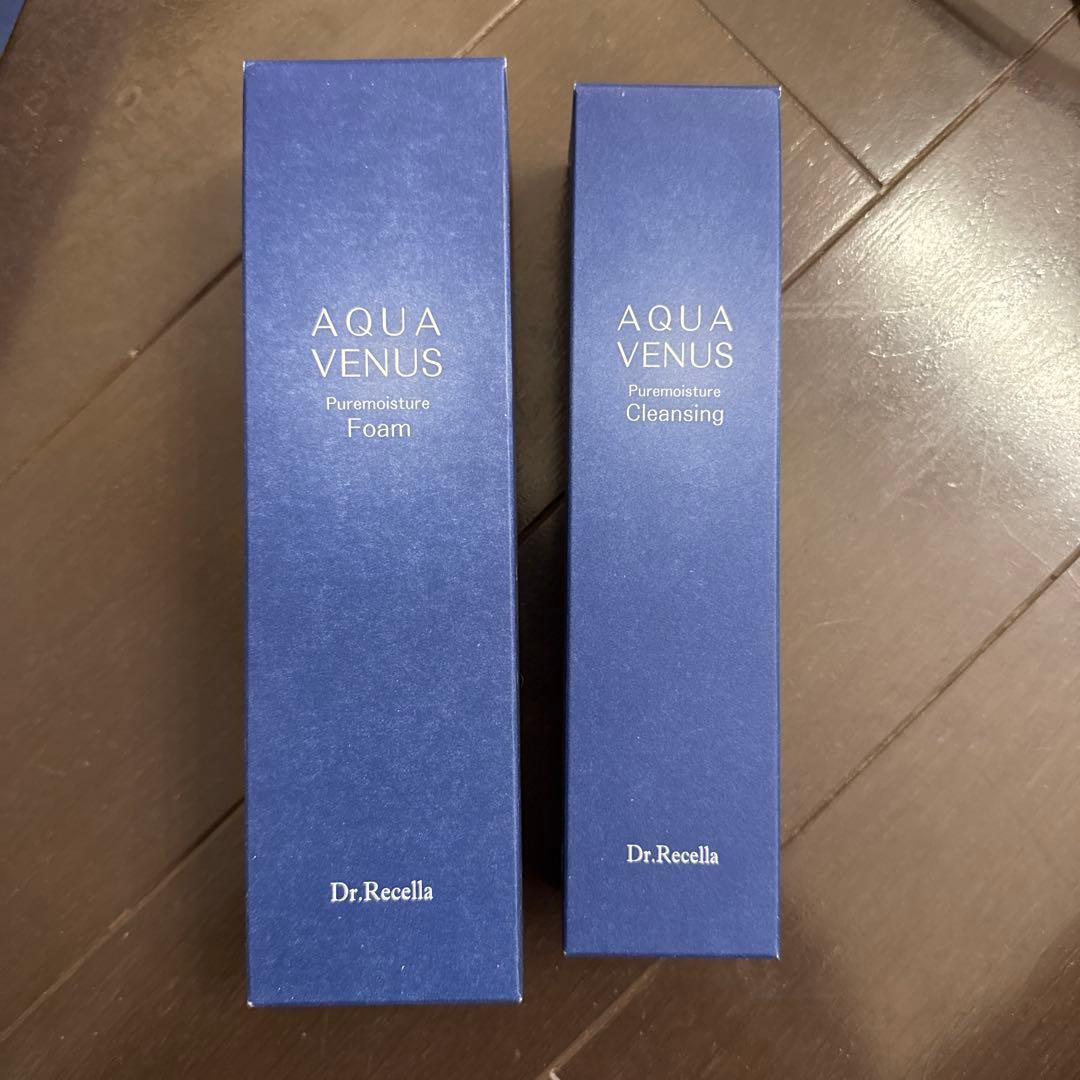 AQUA
VENUS
Puremoisture
Foam
Dr.Recella
AQUA
VENUS
Puremoisture
Cleansing
Dr.Recella